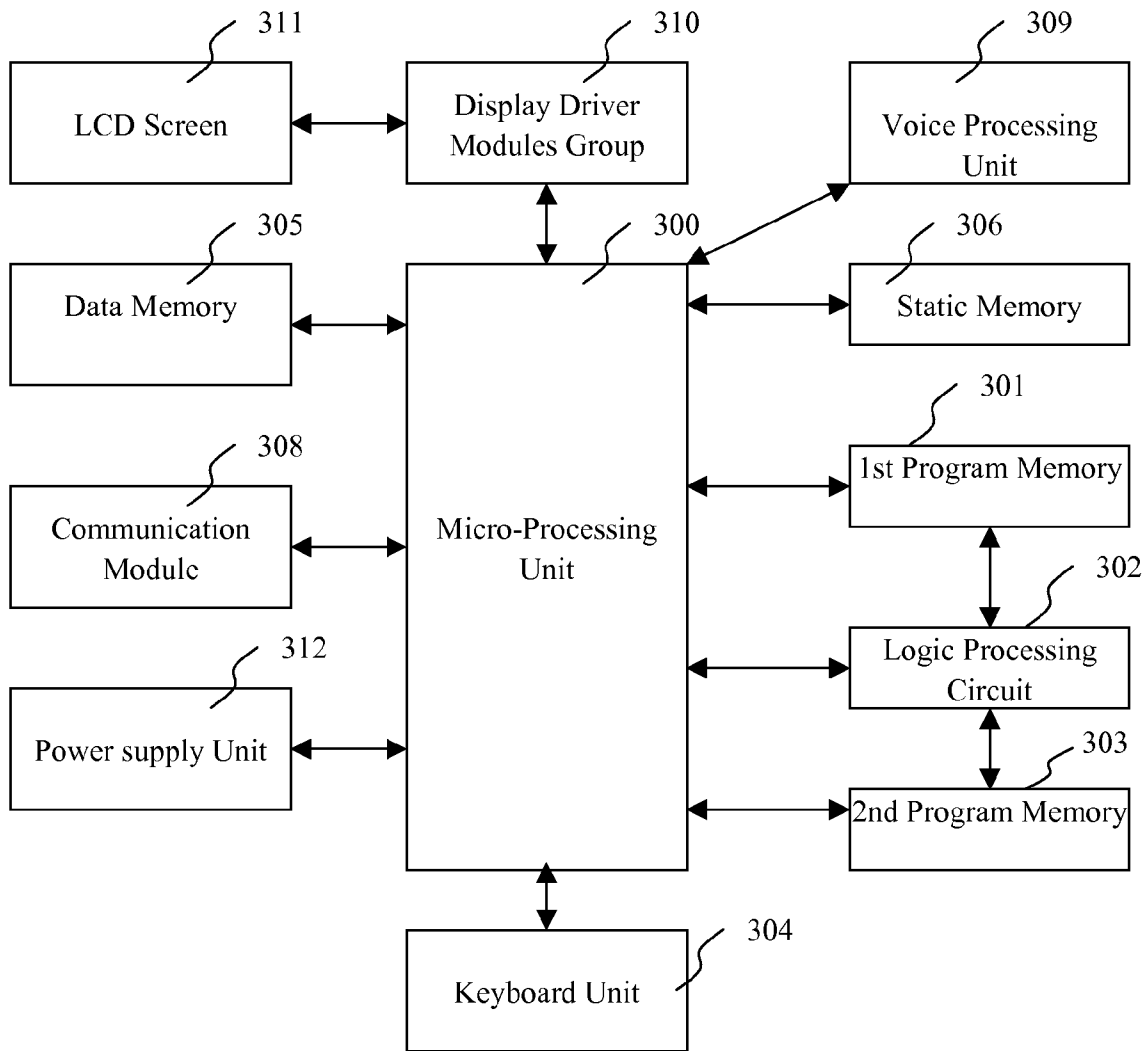 311
310
309
LCD Screen
Display Driver
Modules Group
Voice Processing
Unit
305
300
306
Data Memory
Static Memory
301
308
1st Program Memory
Communication
Module
Micro-Processing
Unit
302
312
Logic Processing
Circuit
Power supply Unit
303
2nd Program Memory
304
Keyboard Unit